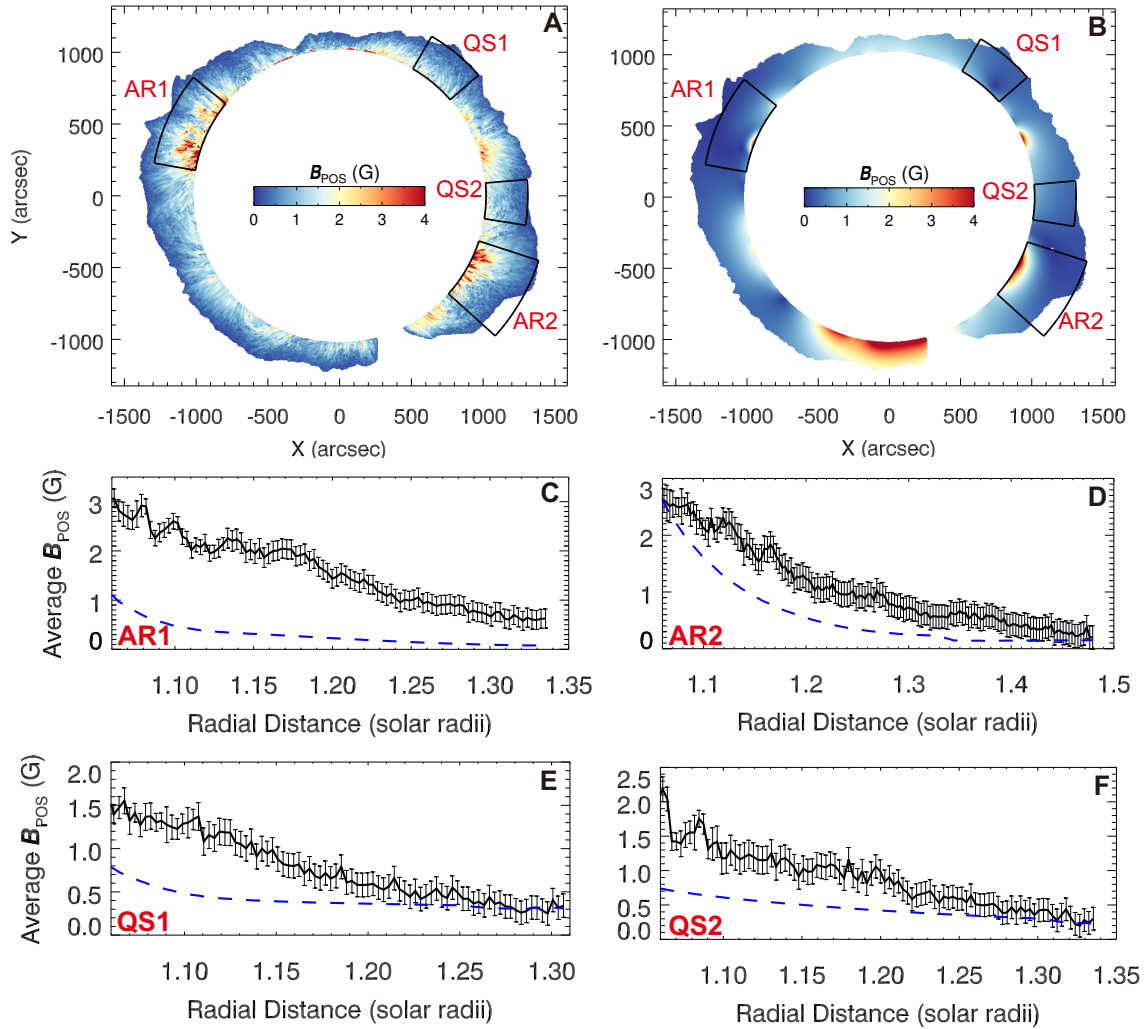 A
QS1
AR1
1000
500
0
-500
-1000
Y (arcsec)
B_POS (G)
0 1 2 3 4
QS2
AR2
-1500 -1000 -500 0 500 1000 1500
X (arcsec)
B
QS1
AR1
1000
500
0
-500
-1000
B_POS (G)
0 1 2 3 4
QS2
AR2
-1500 -1000 -500 0 500 1000 1500
X (arcsec)
C
Average B_POS (G)
3
2
1
0
AR1
1.10 1.15 1.20 1.25 1.30 1.35
Radial Distance (solar radii)
D
3
2
1
0
AR2
1.1 1.2 1.3 1.4 1.5
Radial Distance (solar radii)
E
Average B_POS (G)
2.0
1.5
1.0
0.5
0.0
QS1
1.10 1.15 1.20 1.25 1.30
Radial Distance (solar radii)
F
2.5
2.0
1.5
1.0
0.5
0.0
QS2
1.10 1.15 1.20 1.25 1.30 1.35
Radial Distance (solar radii)